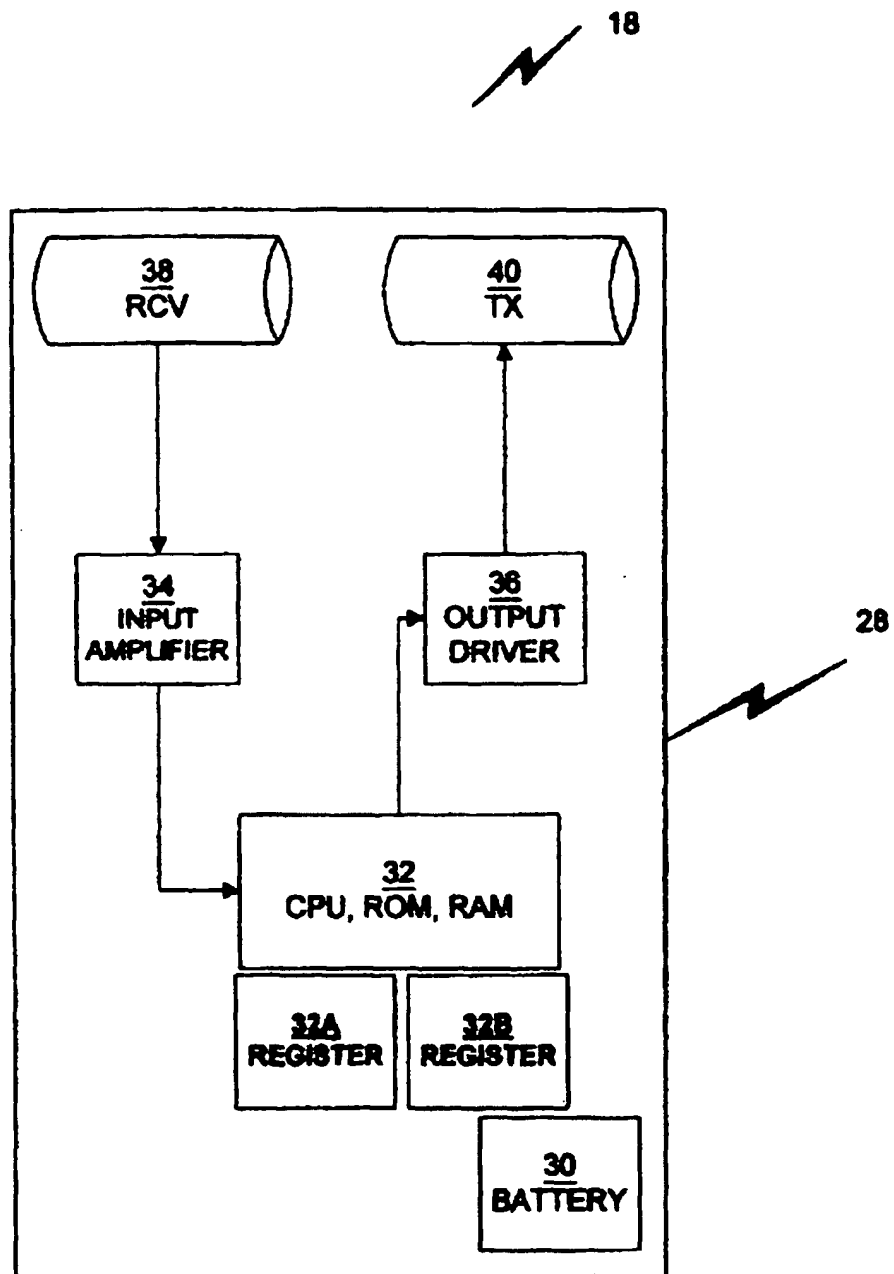 18
38
RCV
40
TX
34
INPUT
AMPLIFIER
36
OUTPUT
DRIVER
28
32
CPU, ROM, RAM
32A
REGISTER
32B
REGISTER
30
BATTERY